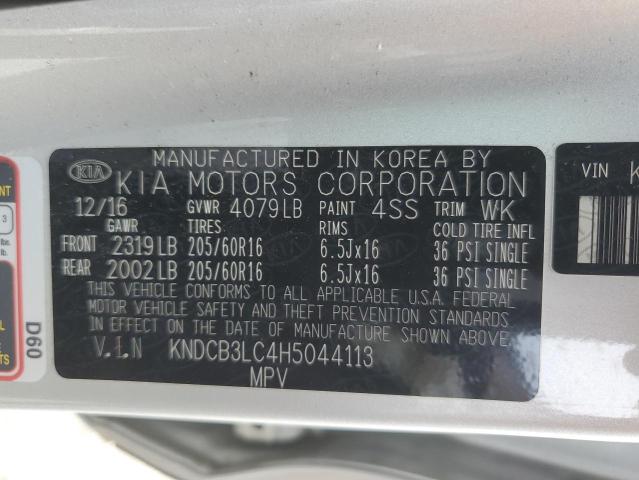 KIA
MANUFACTURED IN KOREA BY
KIA MOTORS CORPORATION
12/16 GVWR 4079LB PAINT 4SS TRIM WK
GAWR TIRES RIMS COLD TIRE INFL
FRONT 2319LB 205/60R16 6.5Jx16 36 PSI SINGLE
REAR 2002LB 205/60R16 6.5Jx16 36 PSI SINGLE
THIS VEHICLE CONFORMS TO ALL APPLICABLE U.S.A. FEDERAL
MOTOR VEHICLE SAFETY AND THEFT PREVENTION STANDARDS
IN EFFECT ON THE DATE OF MANUFACTURE SHOWN ABOVE.
V.I.N KNDCB3LC4H5044113
MPV
D60
VIN K